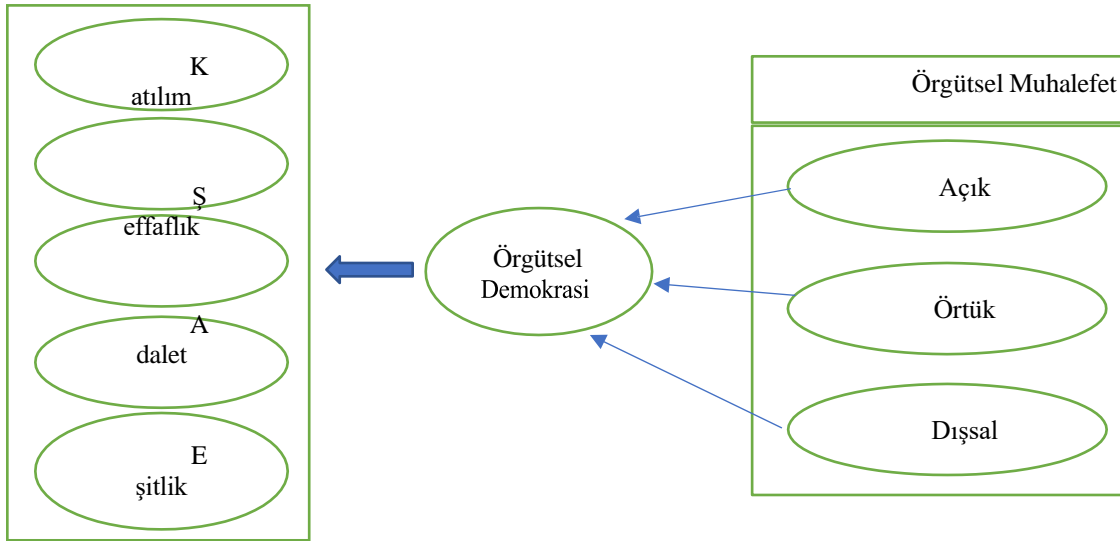 K
atılım
Ş
effaflık
A
dalet
E
şitlik
Örgütsel
Demokrasi
Örgütsel Muhalefet
Açık
Örtük
Dışsal